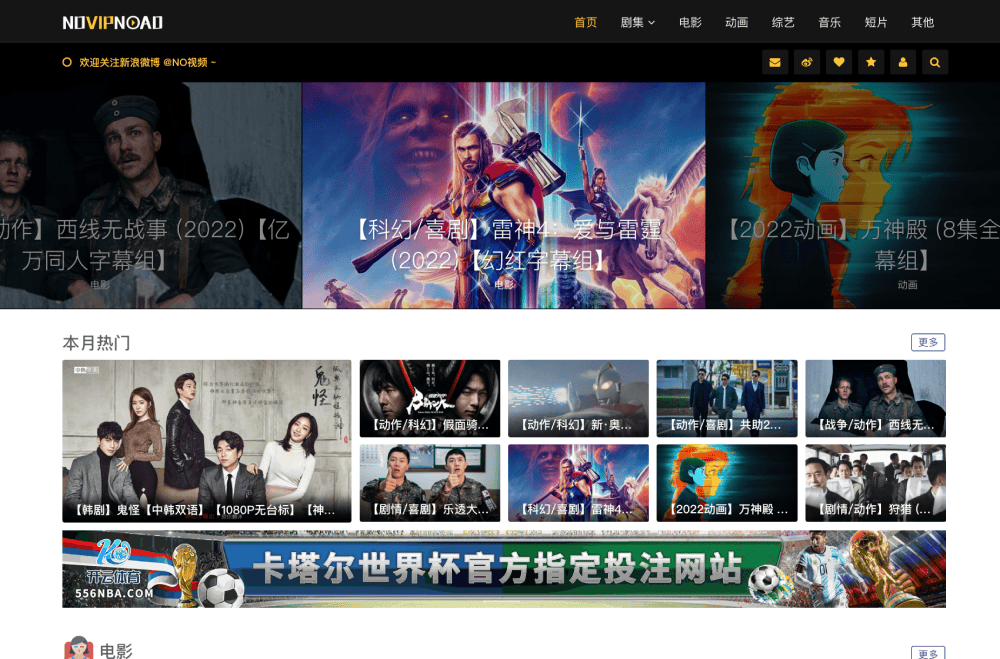 NOVIPNOAD
首页
剧集
电影
动画
综艺
音乐
短片
其他
欢迎关注新浪微博 @NO视频 ~
动作】西线无战事 (2022)【亿
万同人字幕组】
电影
【科幻/喜剧】雷神4：爱与雷霆
(2022)【幻红字幕组】
电影
【2022动画】万神殿 (8集全
幕组】
动画
本月热门
更多
鬼怪
【韩剧】鬼怪【中韩双语】【1080P无台标】【神...
【动作/科幻】假面骑...
【动作/科幻】新·奥...
【动作/喜剧】共助2...
【战争/动作】西线无...
【剧情/喜剧】乐透大...
【科幻/喜剧】雷神4...
【2022动画】万神殿 ...
【剧情/动作】狩猎 (...
开云体育
556NBA.COM
卡塔尔世界杯官方指定投注网站
电影
更多